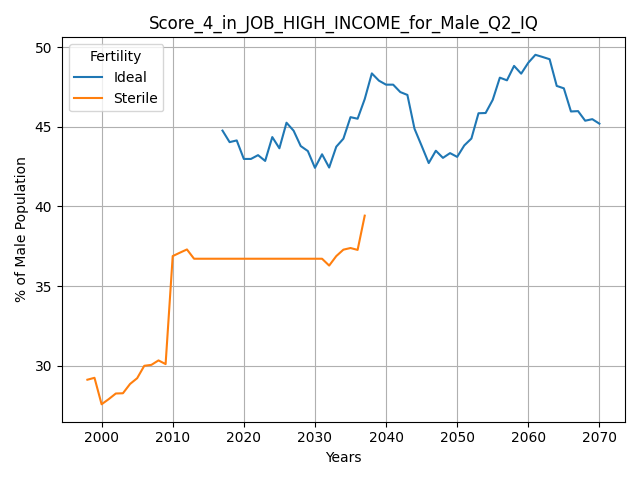 Score_4_in_JOB_HIGH_INCOME_for_Male_Q2_IQ
Fertility
Ideal
Sterile
% of Male Population
50
45
40
35
30
2000 2010 2020 2030 2040 2050 2060 2070
Years